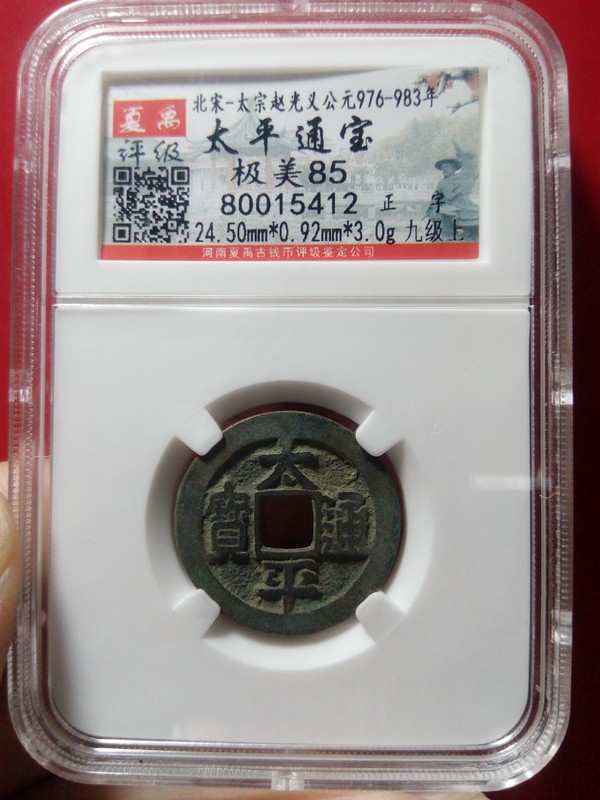 北宋-太宗赵光义公元976-983年
夏禹
评级
太平通宝
极美85
80015412 正 字
24.50mm*0.92mm*3.0g 九级上
河南夏禹古钱币评级鉴定公司
太平通寶